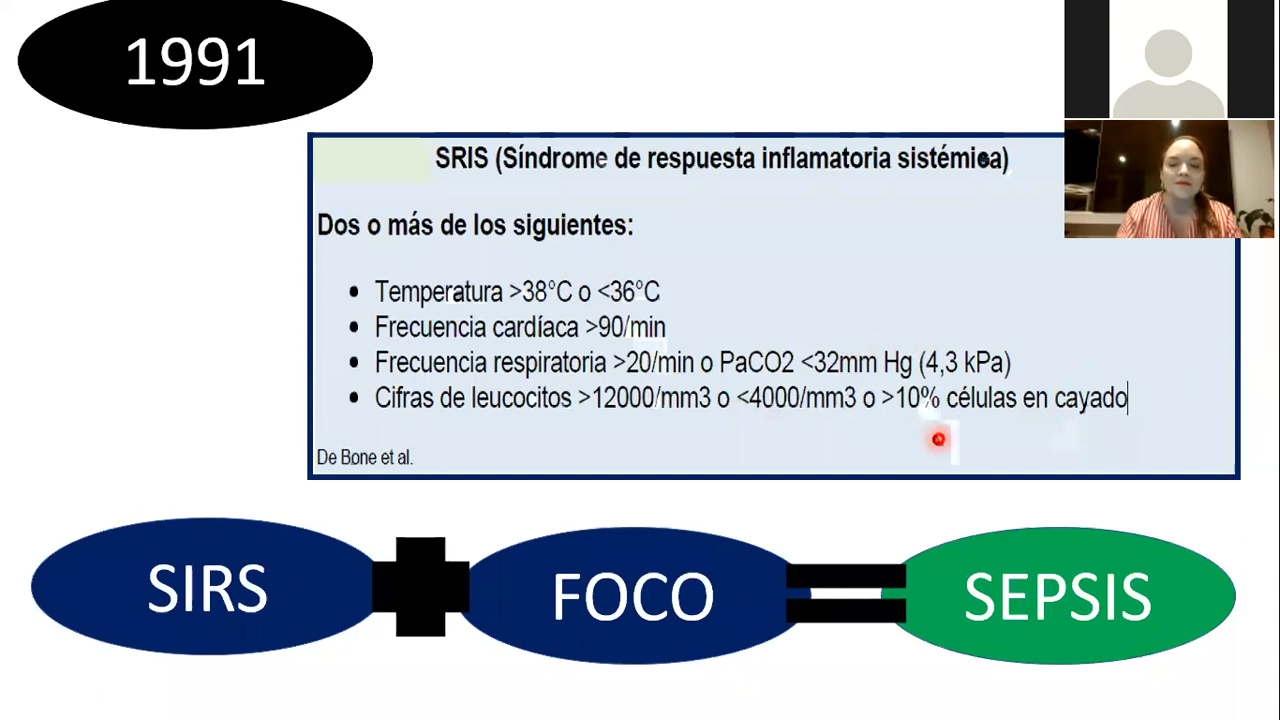 1991
SRIS (Síndrome de respuesta inflamatoria sistémica)
Dos o más de los siguientes:
• Temperatura >38°C o <36°C
• Frecuencia cardíaca >90/min
• Frecuencia respiratoria >20/min o PaCO2 <32mm Hg (4,3 kPa)
• Cifras de leucocitos >12000/mm3 o <4000/mm3 o >10% células en cayado
De Bone et al.
SIRS + FOCO = SEPSIS